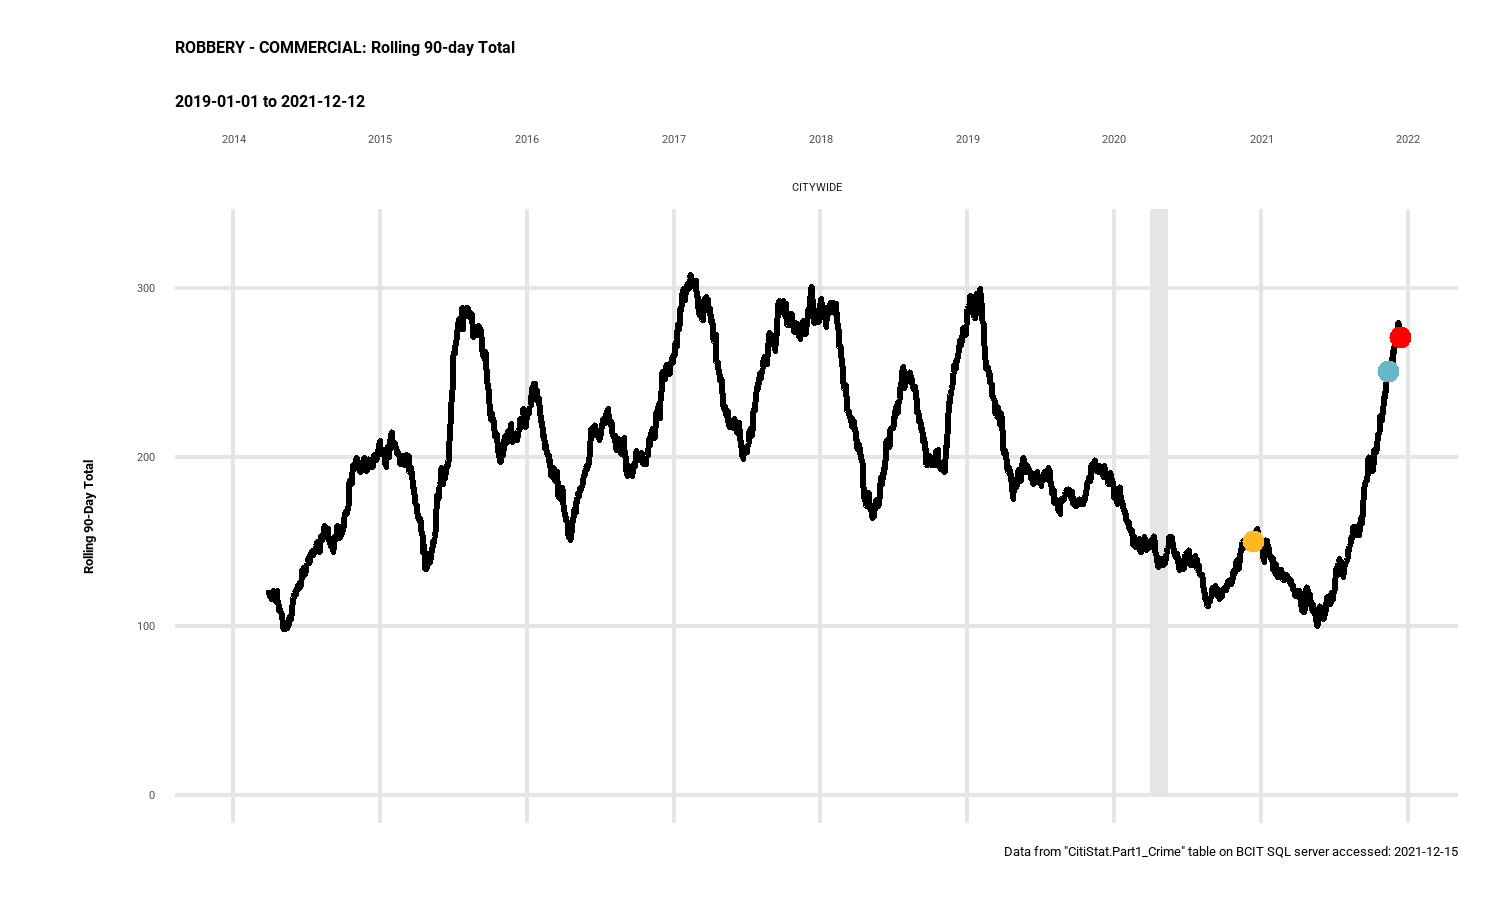 ROBBERY - COMMERCIAL: Rolling 90-day Total
2019-01-01 to 2021-12-12
2014 2015 2016 2017 2018 2019 2020 2021 2022
CITYWIDE
300
200
100
0
Rolling 90-Day Total
Data from "CitiStat.Part1_Crime" table on BCIT SQL server accessed: 2021-12-15